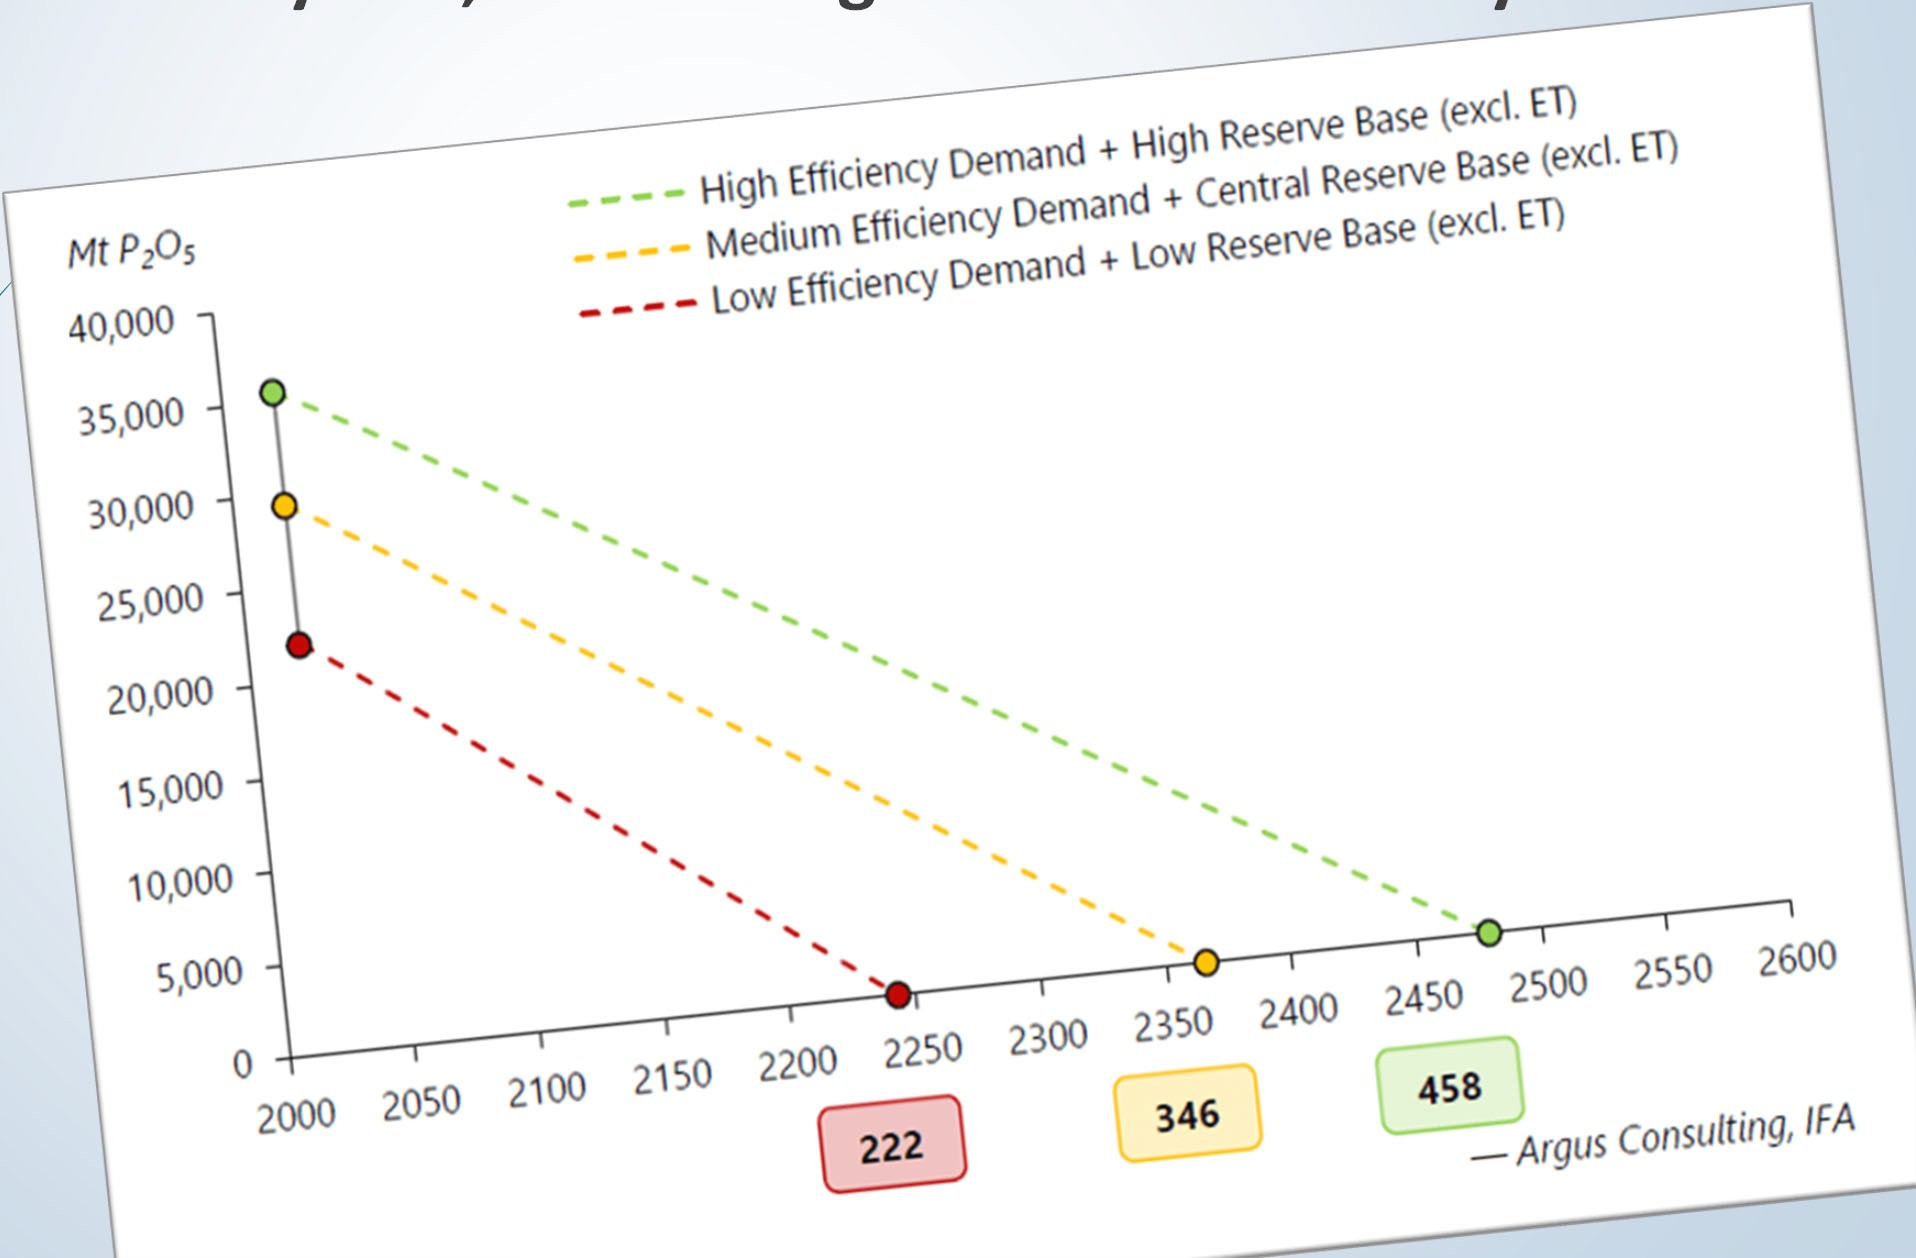 High Efficiency Demand + High Reserve Base (excl. ET)
Medium Efficiency Demand + Central Reserve Base (excl. ET)
Low Efficiency Demand + Low Reserve Base (excl. ET)
Mt P₂O₅
40,000
35,000
30,000
25,000
20,000
15,000
10,000
5,000
0
2000 2050 2100 2150 2200 2250 2300 2350 2400 2450 2500 2550 2600
222 346 458
— Argus Consulting, IFA